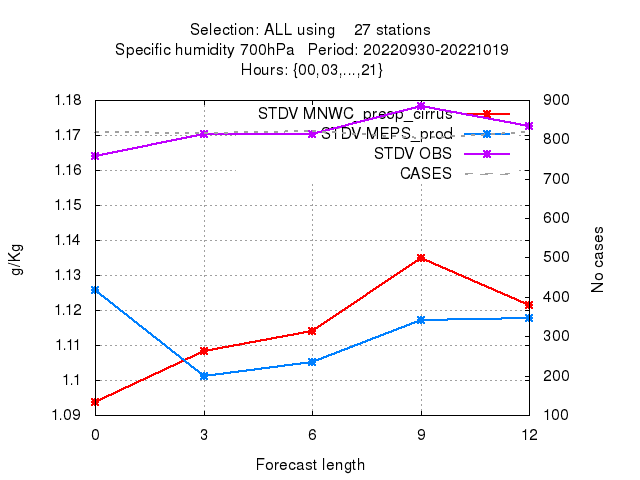 Selection: ALL using 27 stations
Specific humidity 700hPa Period: 20220930-20221019
Hours: {00,03,...,21}
STDV MNWC_preop_cirrus
STDV MEPS_prod
STDV OBS
CASES
1.18
1.17
1.16
1.15
1.14
1.13
1.12
1.11
1.1
1.09
g/Kg
900
800
700
600
500
400
300
200
100
No cases
0 3 6 9 12
Forecast length